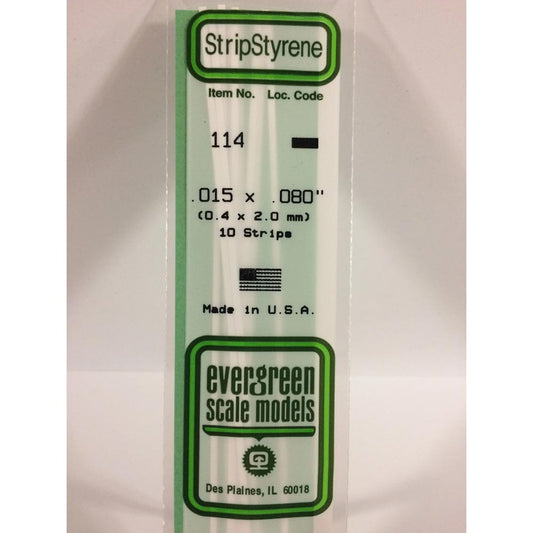 StripStyrene
Item No. Loc. Code
114
.015 x .080"
(0.4 x 2.0 mm)
10 Strips
Made in U.S.A.
evergreen
scale models
Des Plaines, IL 60018